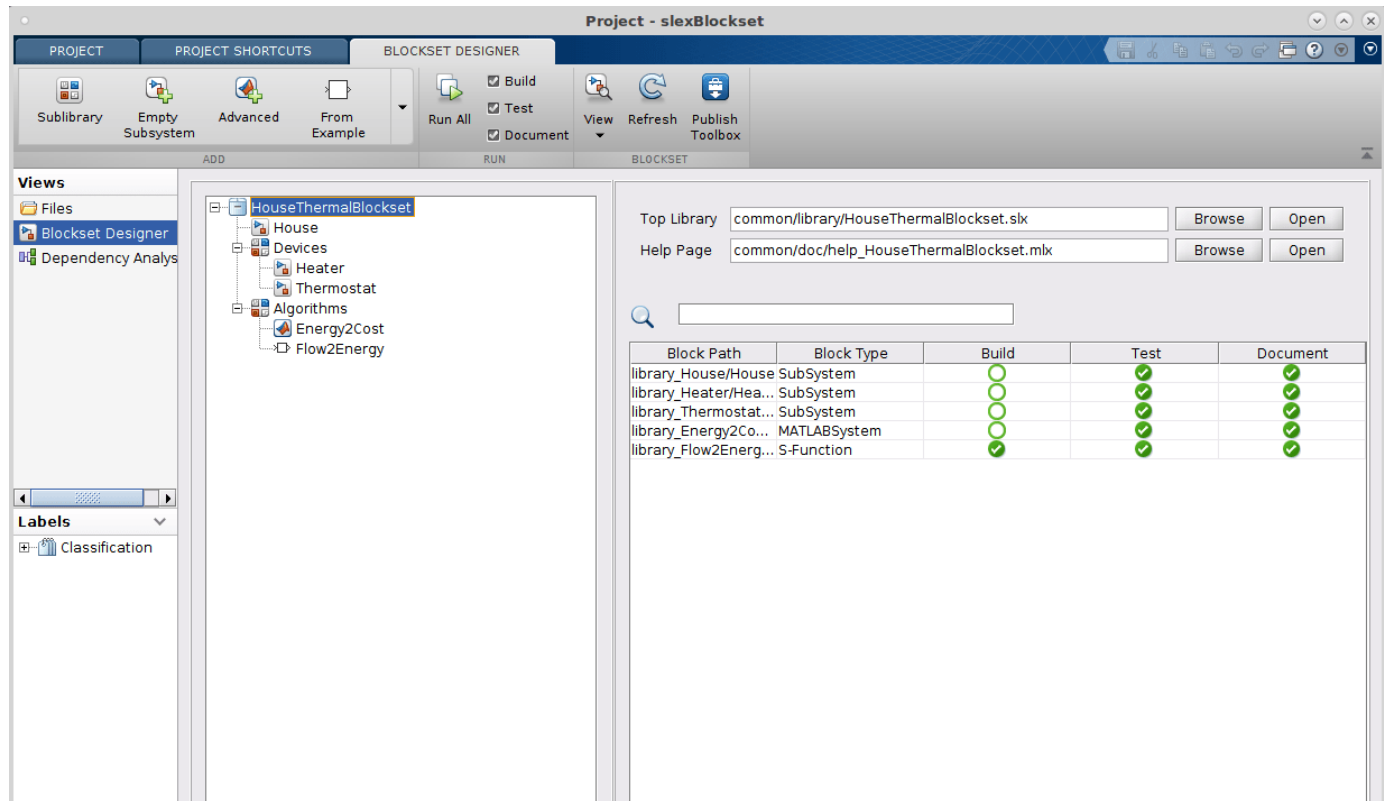 Project - slexBlockset
PROJECT PROJECT SHORTCUTS BLOCKSET DESIGNER
Sublibrary
Empty Subsystem
Advanced
From Example
Run All
Build
Test
Document
View
Refresh
Publish Toolbox
ADD RUN BLOCKSET
Views
Files
Blockset Designer
Dependency Analys
Labels
Classification
HouseThermalBlockset
House
Devices
Heater
Thermostat
Algorithms
Energy2Cost
Flow2Energy
Top Library common/library/HouseThermalBlockset.slx Browse Open
Help Page common/doc/help_HouseThermalBlockset.mlx Browse Open
Block Path Block Type Build Test Document
library_House/House SubSystem
library_Heater/Hea... SubSystem
library_Thermostat... SubSystem
library_Energy2Co... MATLABSystem
library_Flow2Energ... S-Function